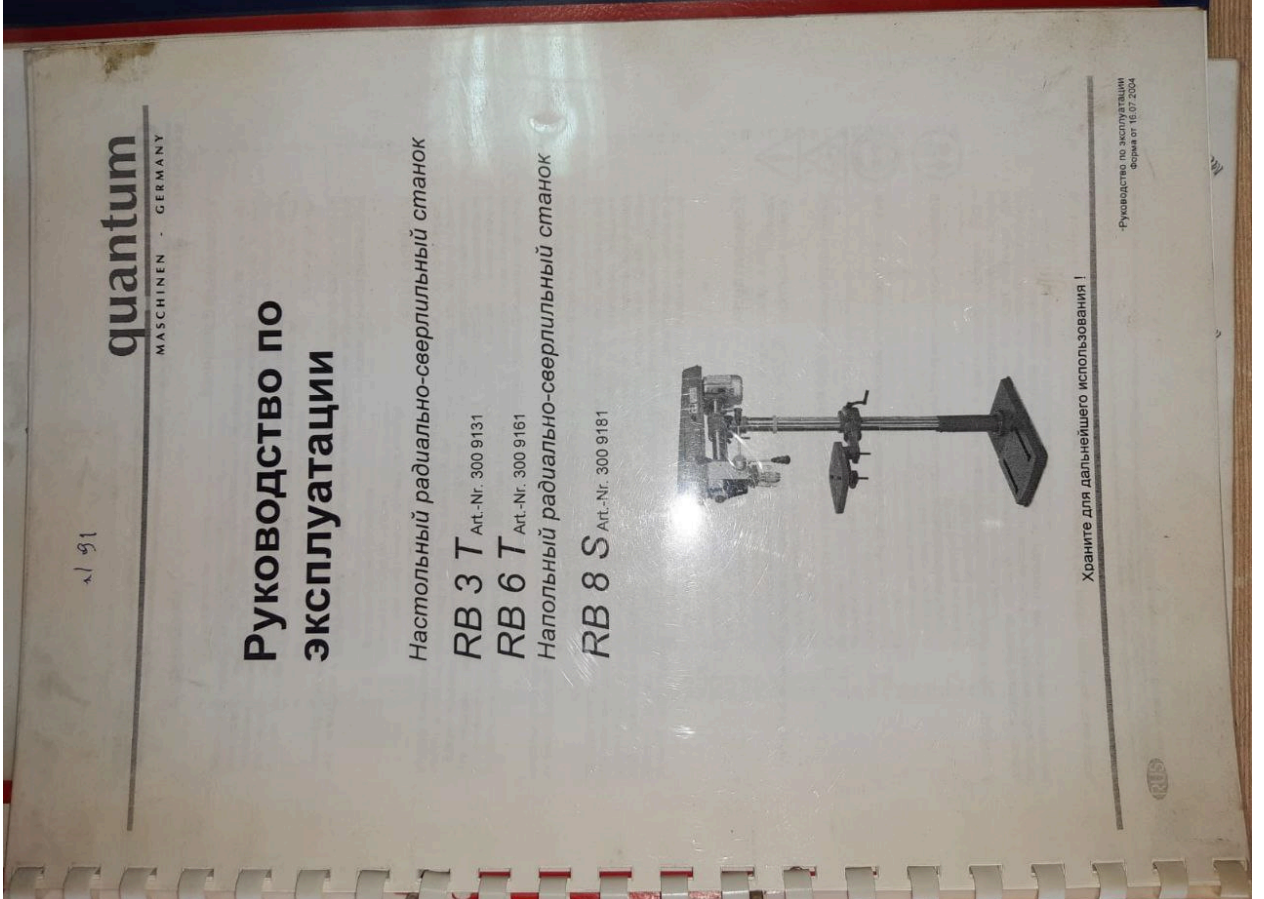 quantum
MASCHINEN - GERMANY
Руководство по
эксплуатации
Настольный радиально-сверлильный станок
RB 3 T Art.-Nr. 300 9131
RB 6 T Art.-Nr. 300 9161
Напольный радиально-сверлильный станок
RB 8 S Art.-Nr. 300 9181
Храните для дальнейшего использования !
-Руководство по эксплуатации
Форма от 16.07.2004
RUS